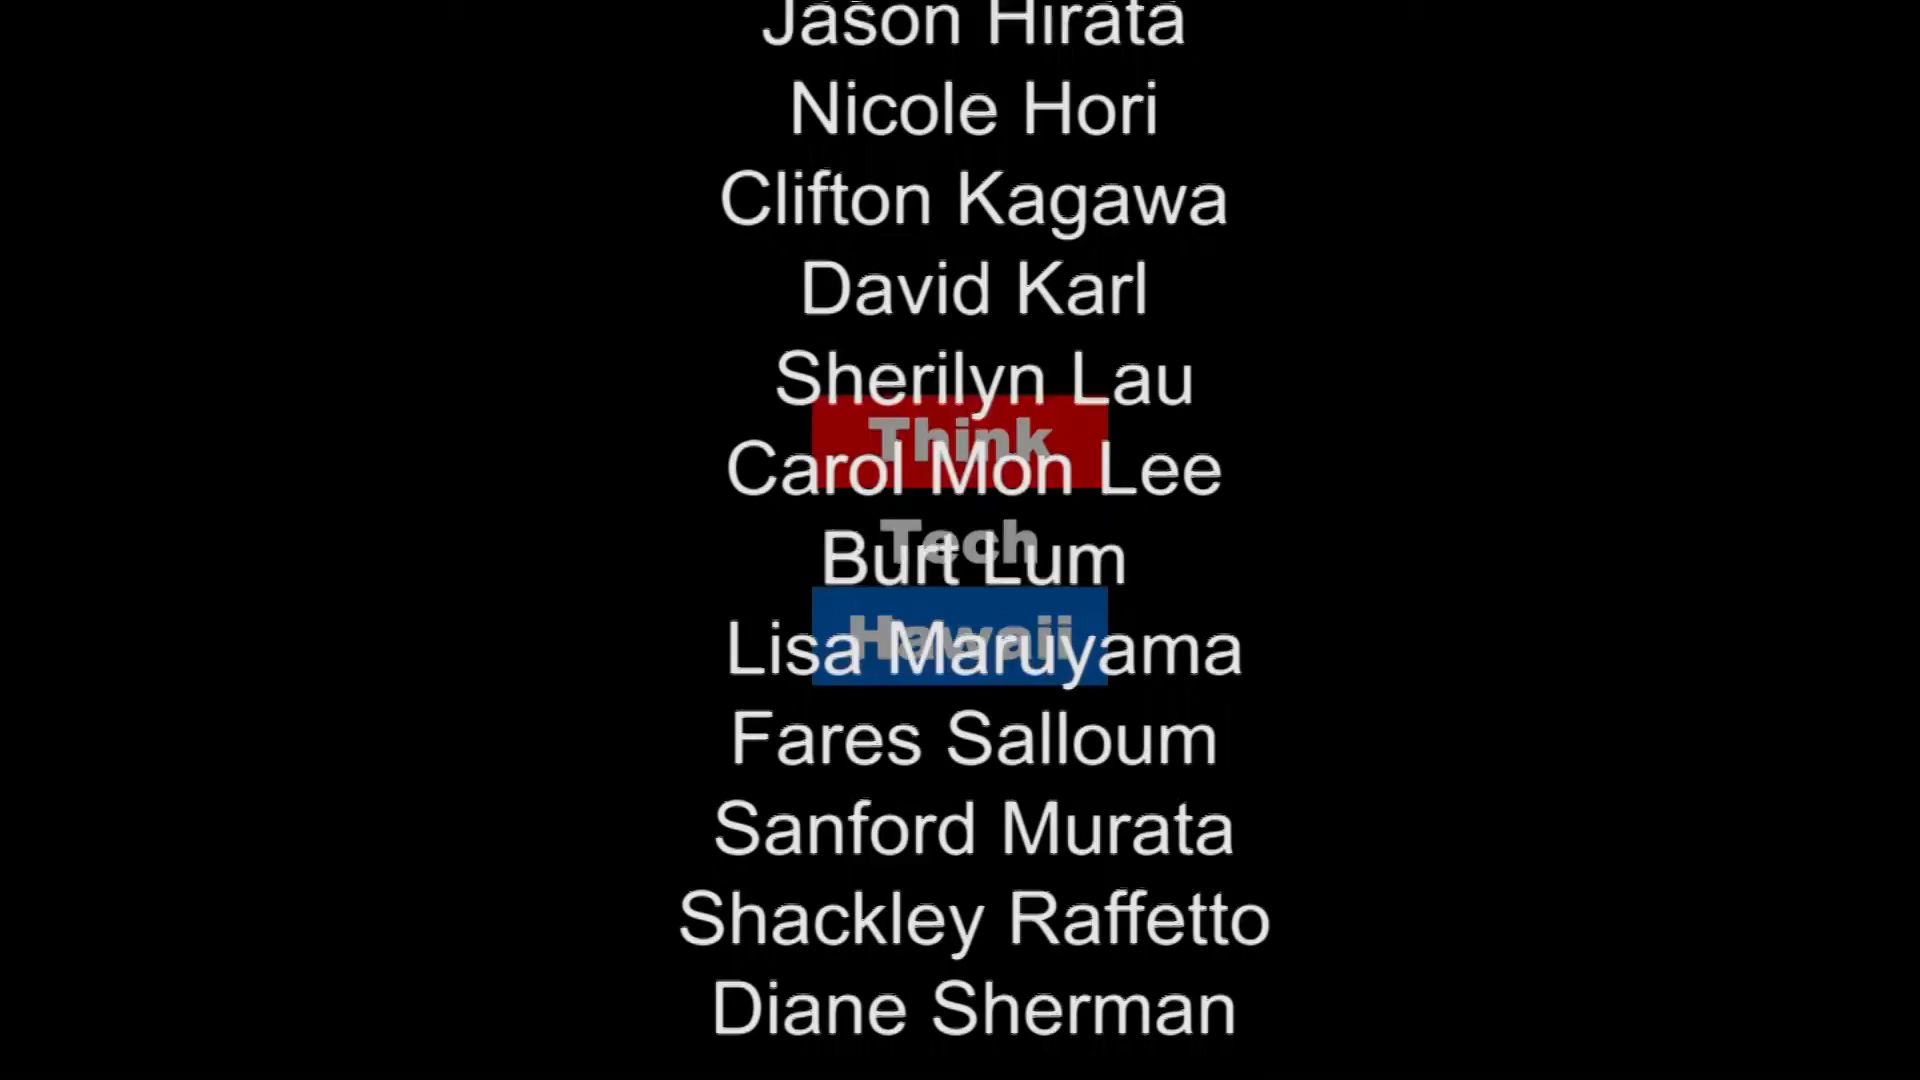 Jason Hirata
Nicole Hori
Clifton Kagawa
David Karl
Sherilyn Lau
Think
Carol Mon Lee
Tech
Burt Lum
Hawaii
Lisa Maruyama
Fares Salloum
Sanford Murata
Shackley Raffetto
Diane Sherman